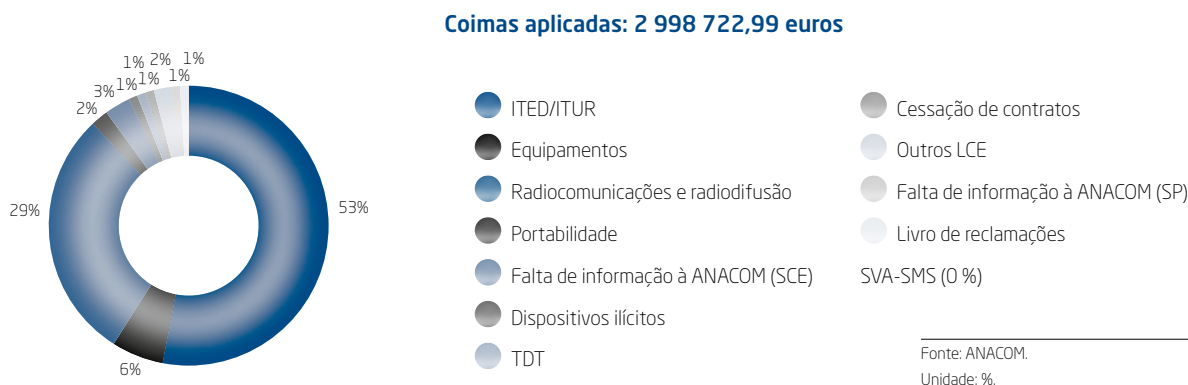 Coimas aplicadas: 2 998 722,99 euros
1% 2% 1%
3% 1% 1% 1%
2%
29%
53%
6%
ITED/ITUR
Equipamentos
Radiocomunicações e radiodifusão
Portabilidade
Falta de informação à ANACOM (SCE)
Dispositivos ilícitos
TDT
Cessação de contratos
Outros LCE
Falta de informação à ANACOM (SP)
Livro de reclamações
SVA-SMS (0 %)
Fonte: ANACOM.
Unidade: %.